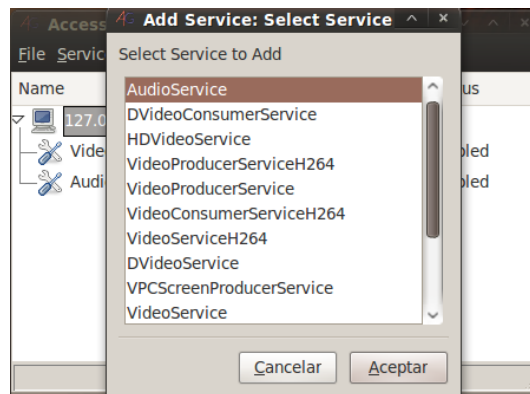 Access
Add Service: Select Service
File Servic
Select Service to Add
Name
us
127.0
Vide
bled
Audi
bled
AudioService
DVideoConsumerService
HDVideoService
VideoProducerServiceH264
VideoProducerService
VideoConsumerServiceH264
VideoServiceH264
DVideoService
VPCScreenProducerService
VideoService
Cancelar
Aceptar